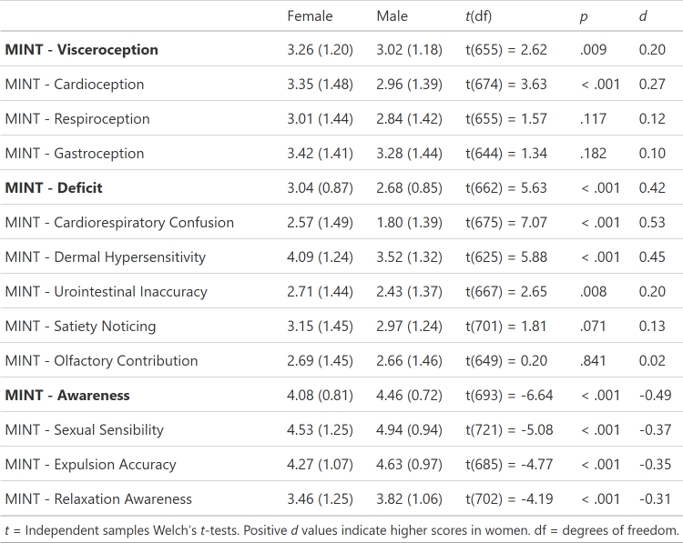 Female Male t(df) p d
MINT - Visceroception 3.26 (1.20) 3.02 (1.18) t(655) = 2.62 .009 0.20
MINT - Cardioception 3.35 (1.48) 2.96 (1.39) t(674) = 3.63 < .001 0.27
MINT - Respiroception 3.01 (1.44) 2.84 (1.42) t(655) = 1.57 .117 0.12
MINT - Gastroception 3.42 (1.41) 3.28 (1.44) t(644) = 1.34 .182 0.10
MINT - Deficit 3.04 (0.87) 2.68 (0.85) t(662) = 5.63 < .001 0.42
MINT - Cardiorespiratory Confusion 2.57 (1.49) 1.80 (1.39) t(675) = 7.07 < .001 0.53
MINT - Dermal Hypersensitivity 4.09 (1.24) 3.52 (1.32) t(625) = 5.88 < .001 0.45
MINT - Urointestinal Inaccuracy 2.71 (1.44) 2.43 (1.37) t(667) = 2.65 .008 0.20
MINT - Satiety Noticing 3.15 (1.45) 2.97 (1.24) t(701) = 1.81 .071 0.13
MINT - Olfactory Contribution 2.69 (1.45) 2.66 (1.46) t(649) = 0.20 .841 0.02
MINT - Awareness 4.08 (0.81) 4.46 (0.72) t(693) = -6.64 < .001 -0.49
MINT - Sexual Sensibility 4.53 (1.25) 4.94 (0.94) t(721) = -5.08 < .001 -0.37
MINT - Expulsion Accuracy 4.27 (1.07) 4.63 (0.97) t(685) = -4.77 < .001 -0.35
MINT - Relaxation Awareness 3.46 (1.25) 3.82 (1.06) t(702) = -4.19 < .001 -0.31
t = Independent samples Welch's t-tests. Positive d values indicate higher scores in women. df = degrees of freedom.